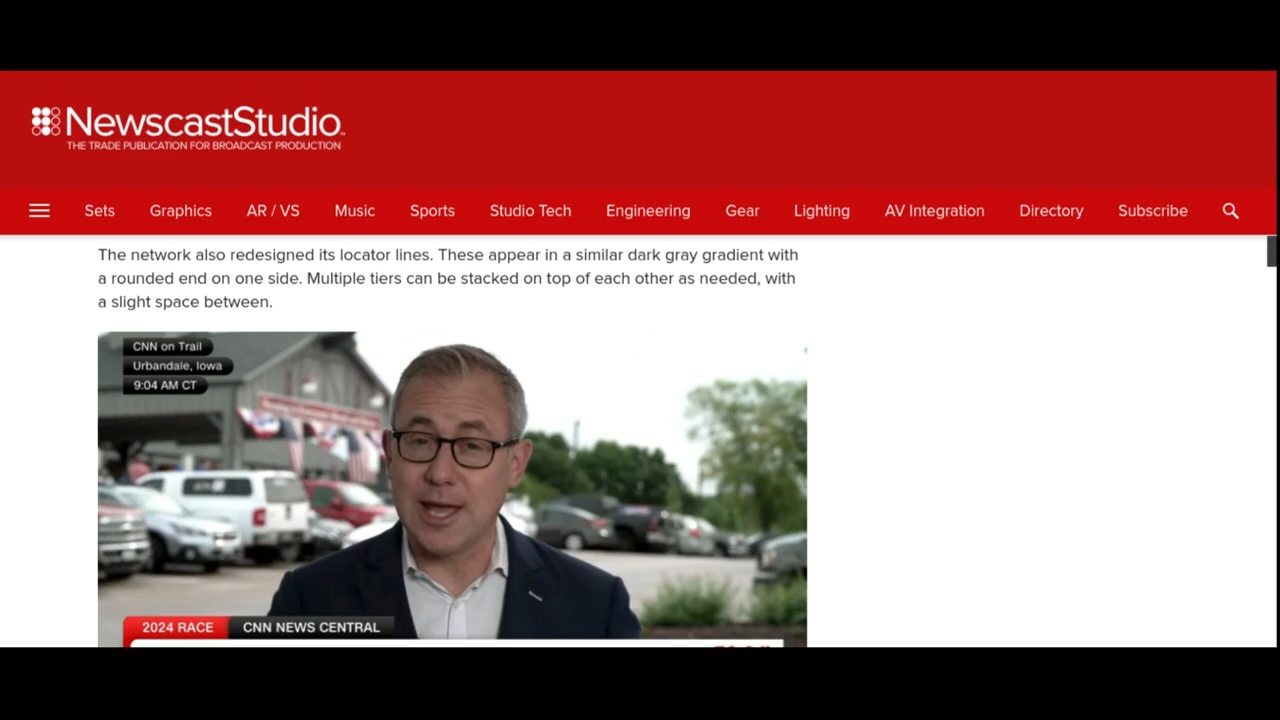 NewscastStudio
THE TRADE PUBLICATION FOR BROADCAST PRODUCTION
Sets Graphics AR / VS Music Sports Studio Tech Engineering Gear Lighting AV Integration Directory Subscribe
The network also redesigned its locator lines. These appear in a similar dark gray gradient with
a rounded end on one side. Multiple tiers can be stacked on top of each other as needed, with
a slight space between.
CNN on Trail
Urbandale, Iowa
9:04 AM CT
2024 RACE CNN NEWS CENTRAL